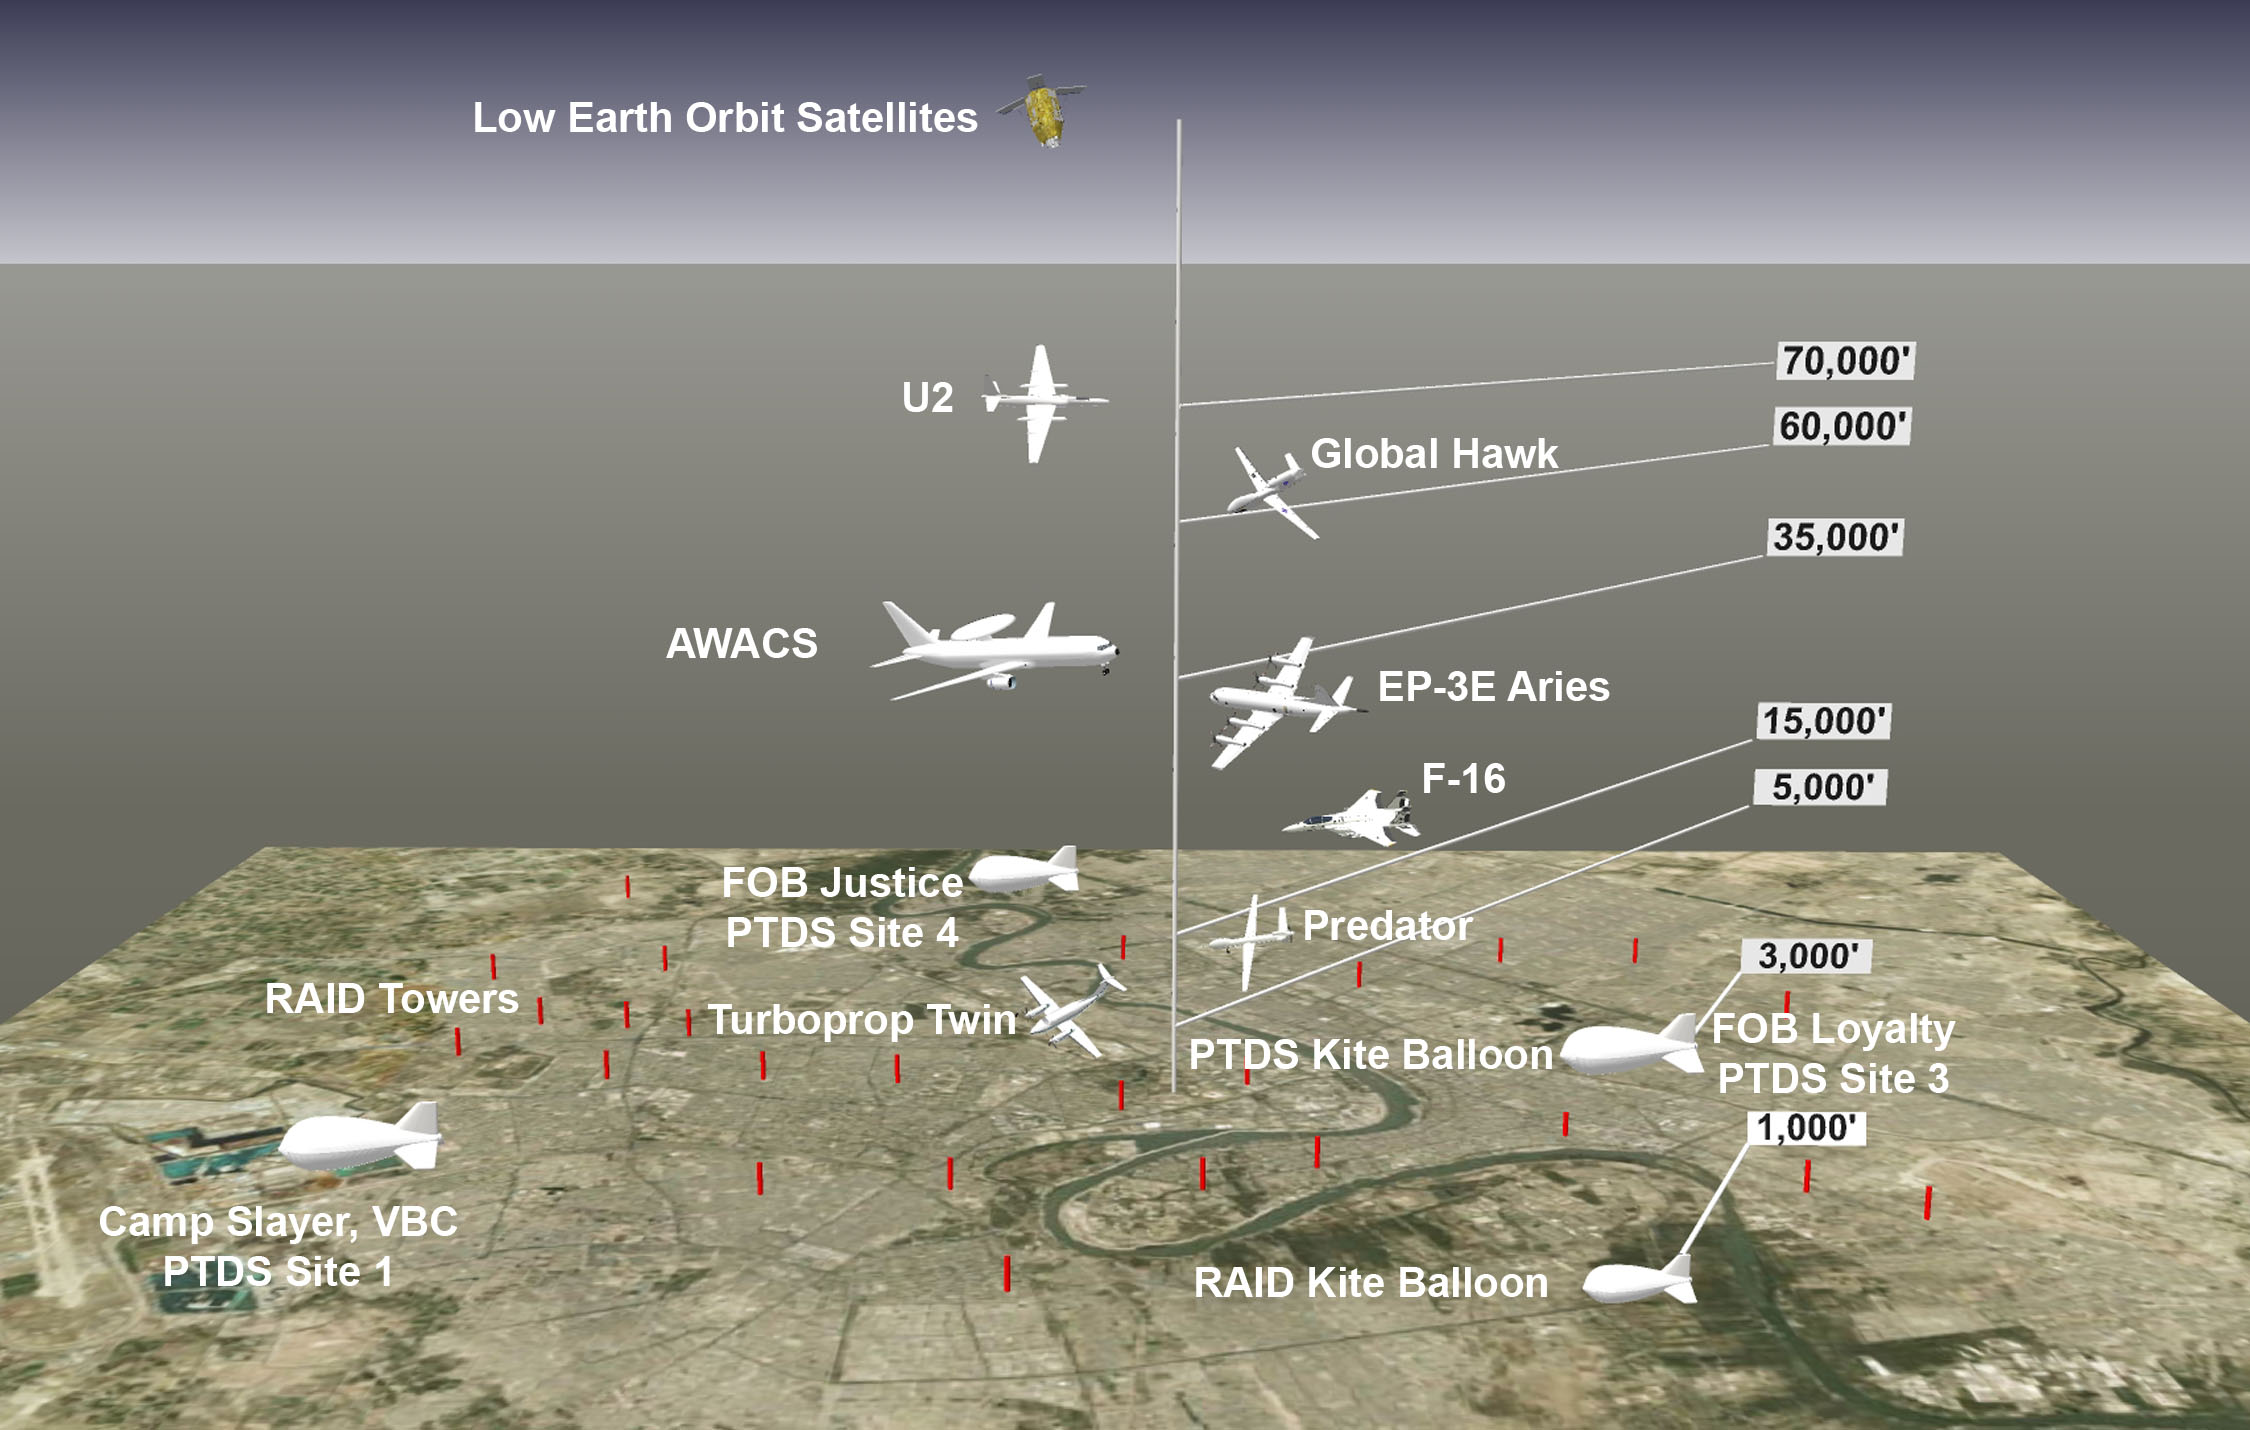 Low Earth Orbit Satellites
70,000'
U2
60,000'
Global Hawk
35,000'
AWACS
EP-3E Aries
15,000'
F-16
5,000'
FOB Justice
PTDS Site 4
Predator
3,000'
RAID Towers
Turboprop Twin
PTDS Kite Balloon
FOB Loyalty
PTDS Site 3
1,000'
Camp Slayer, VBC
PTDS Site 1
RAID Kite Balloon